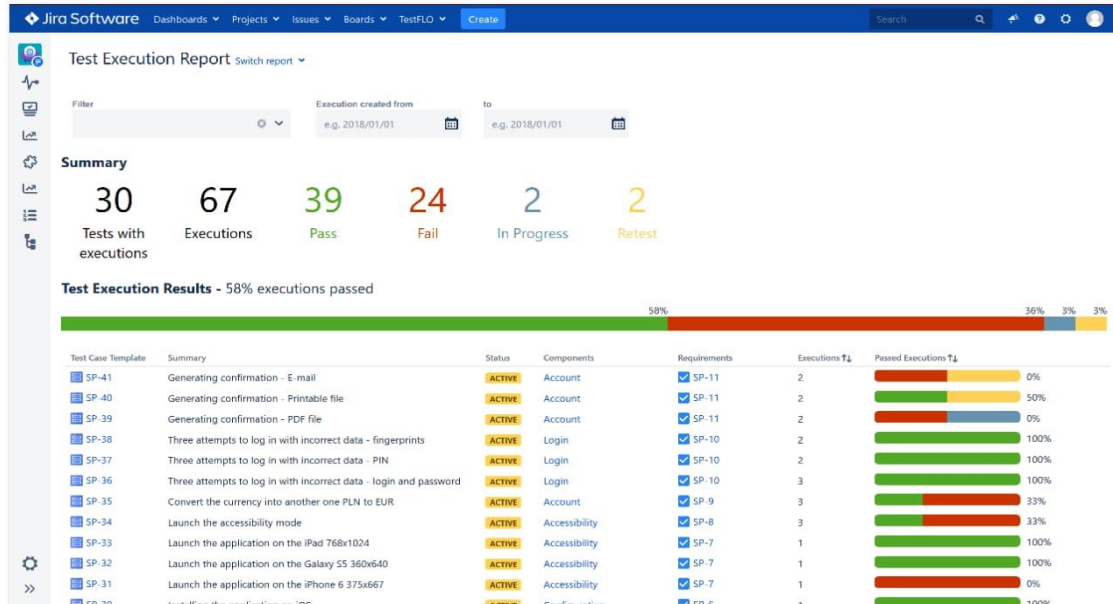 Jira Software Dashboards Projects Issues Boards TestFLO Create Search
Test Execution Report Switch report
Filter Execution created from to
e.g. 2018/01/01 e.g. 2018/01/01
Summary
30 67 39 24 2 2
Tests with executions Executions Pass Fail In Progress Retest
Test Execution Results - 58% executions passed
58% 36% 3% 3%
Test Case Template Summary Status Components Requirements Executions Passed Executions
SP-41 Generating confirmation - E-mail ACTIVE Account SP-11 2 0%
SP-40 Generating confirmation - Printable file ACTIVE Account SP-11 2 50%
SP-39 Generating confirmation - PDF file ACTIVE Account SP-11 2 0%
SP-38 Three attempts to log in with incorrect data - fingerprints ACTIVE Login SP-10 2 100%
SP-37 Three attempts to log in with incorrect data - PIN ACTIVE Login SP-10 2 100%
SP-36 Three attempts to log in with incorrect data - login and password ACTIVE Login SP-10 3 100%
SP-35 Convert the currency into another one PLN to EUR ACTIVE Account SP-9 3 33%
SP-34 Launch the accessibility mode ACTIVE Accessibility SP-8 3 33%
SP-33 Launch the application on the iPad 768x1024 ACTIVE Accessibility SP-7 1 100%
SP-32 Launch the application on the Galaxy S5 360x640 ACTIVE Accessibility SP-7 1 100%
SP-31 Launch the application on the iPhone 6 375x667 ACTIVE Accessibility SP-7 1 0%